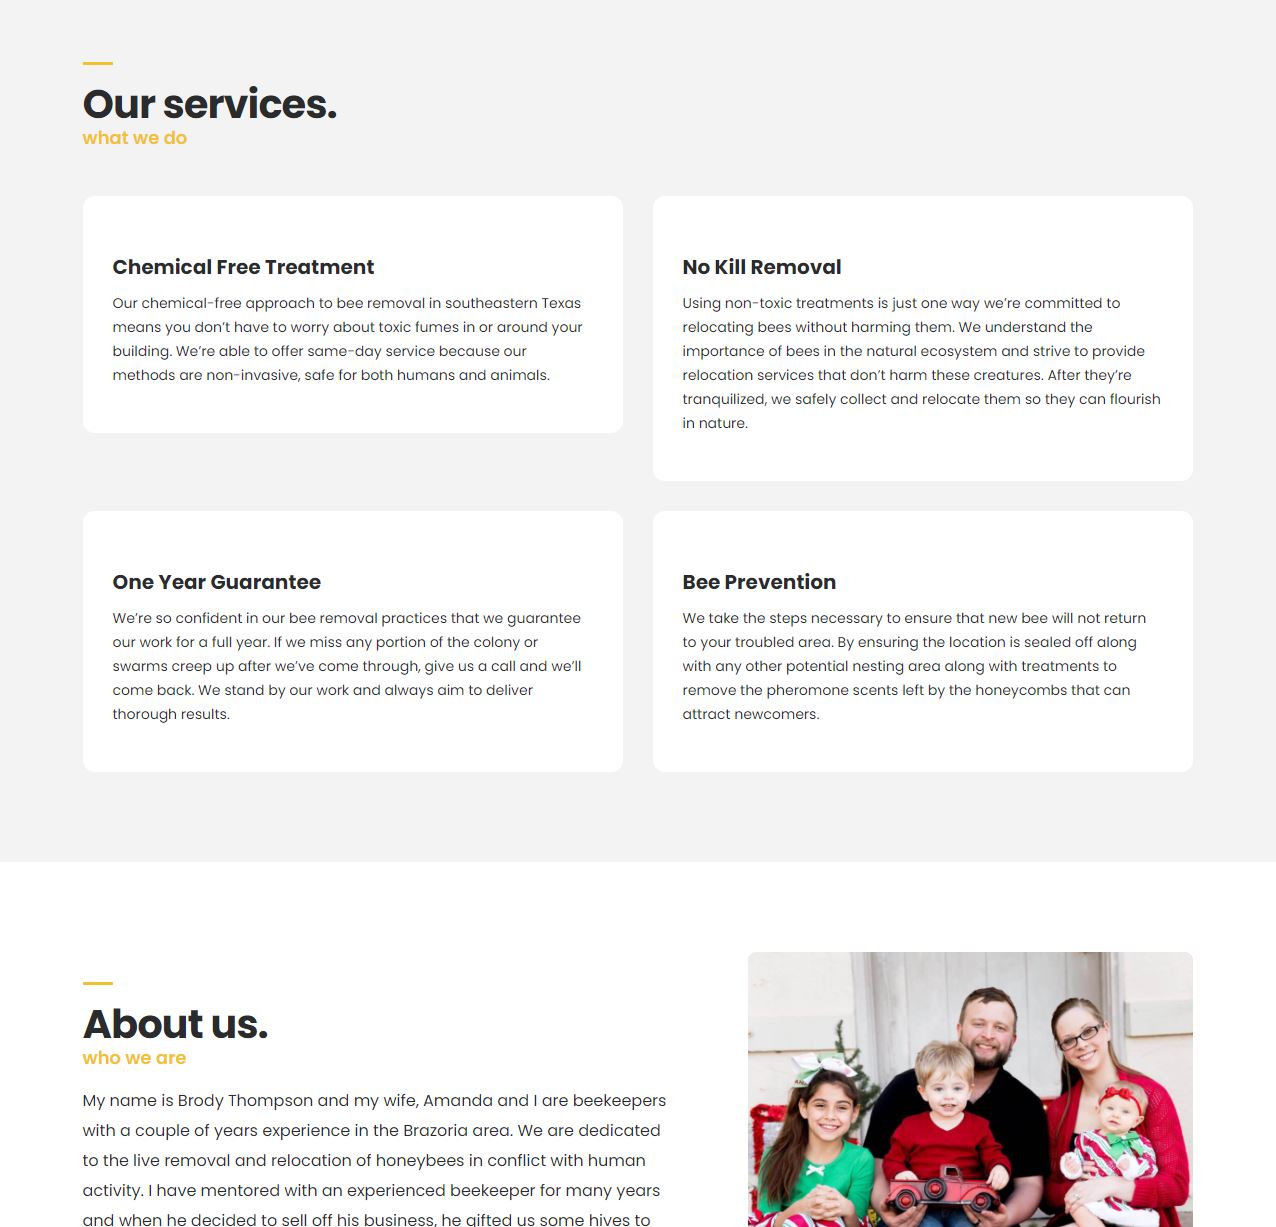 Our services.
what we do
Chemical Free Treatment
Our chemical-free approach to bee removal in southeastern Texas
means you don’t have to worry about toxic fumes in or around your
building. We’re able to offer same-day service because our
methods are non-invasive, safe for both humans and animals.
No Kill Removal
Using non-toxic treatments is just one way we’re committed to
relocating bees without harming them. We understand the
importance of bees in the natural ecosystem and strive to provide
relocation services that don’t harm these creatures. After they’re
tranquilized, we safely collect and relocate them so they can flourish
in nature.
One Year Guarantee
We’re so confident in our bee removal practices that we guarantee
our work for a full year. If we miss any portion of the colony or
swarms creep up after we’ve come through, give us a call and we’ll
come back. We stand by our work and always aim to deliver
thorough results.
Bee Prevention
We take the steps necessary to ensure that new bee will not return
to your troubled area. By ensuring the location is sealed off along
with any other potential nesting area along with treatments to
remove the pheromone scents left by the honeycombs that can
attract newcomers.
About us.
who we are
My name is Brody Thompson and my wife, Amanda and I are beekeepers
with a couple of years experience in the Brazoria area. We are dedicated
to the live removal and relocation of honeybees in conflict with human
activity. I have mentored with an experienced beekeeper for many years
and when he decided to sell off his business, he gifted us some hives to